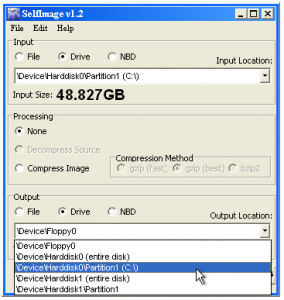 SelfImage v1.2
File Edit Help
Input
File Drive NBD Input Location:
\Device\Harddisk0\Partition1 (C:\)
Input Size: 48.827GB
Processing
None
Decompress Source
Compress Image
Compression Method
gzip (fast) gzip (best) bzip2
Output
File Drive NBD Output Location:
\Device\Floppy0
\Device\Floppy0
\Device\Harddisk0 (entire disk)
\Device\Harddisk0\Partition1 (C:\)
\Device\Harddisk1 (entire disk)
\Device\Harddisk1\Partition1